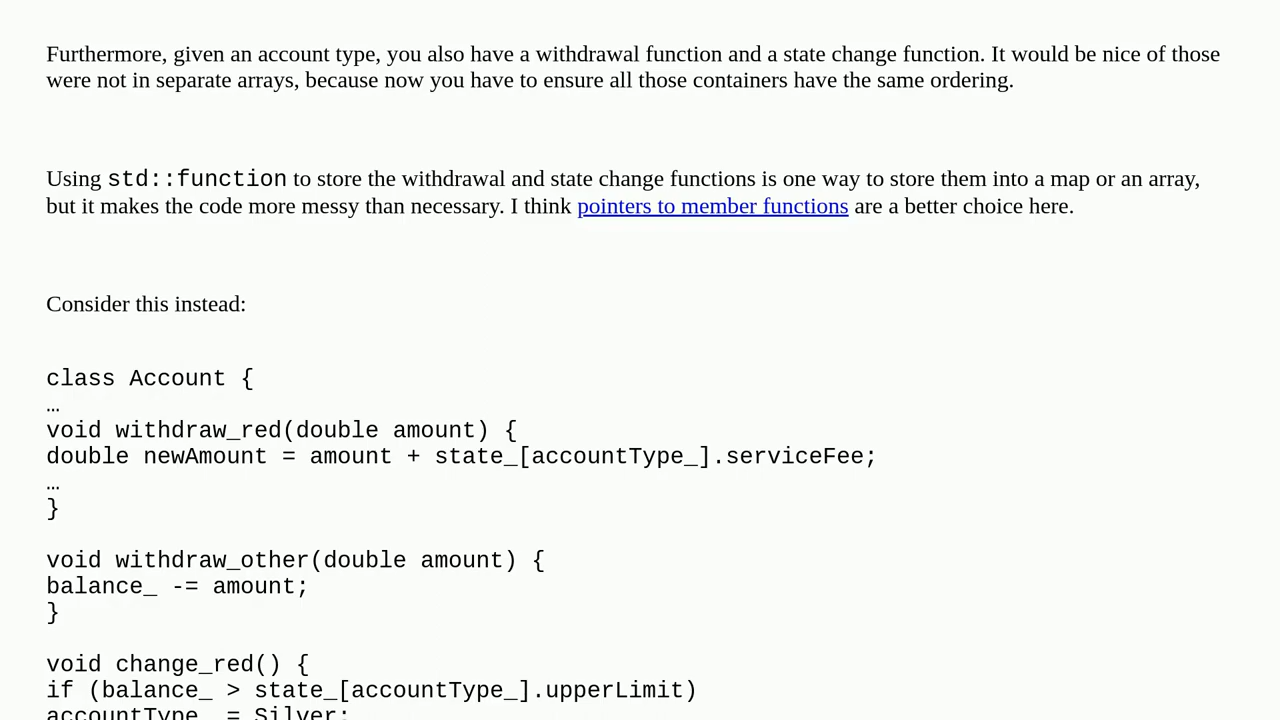 Furthermore, given an account type, you also have a withdrawal function and a state change function. It would be nice of those
were not in separate arrays, because now you have to ensure all those containers have the same ordering.
Using std::function to store the withdrawal and state change functions is one way to store them into a map or an array,
but it makes the code more messy than necessary. I think pointers to member functions are a better choice here.
Consider this instead:
class Account {
…
void withdraw_red(double amount) {
double newAmount = amount + state_[accountType_].serviceFee;
…
}
void withdraw_other(double amount) {
balance_ -= amount;
}
void change_red() {
if (balance_ > state_[accountType_].upperLimit)
accountType_ = Silver;